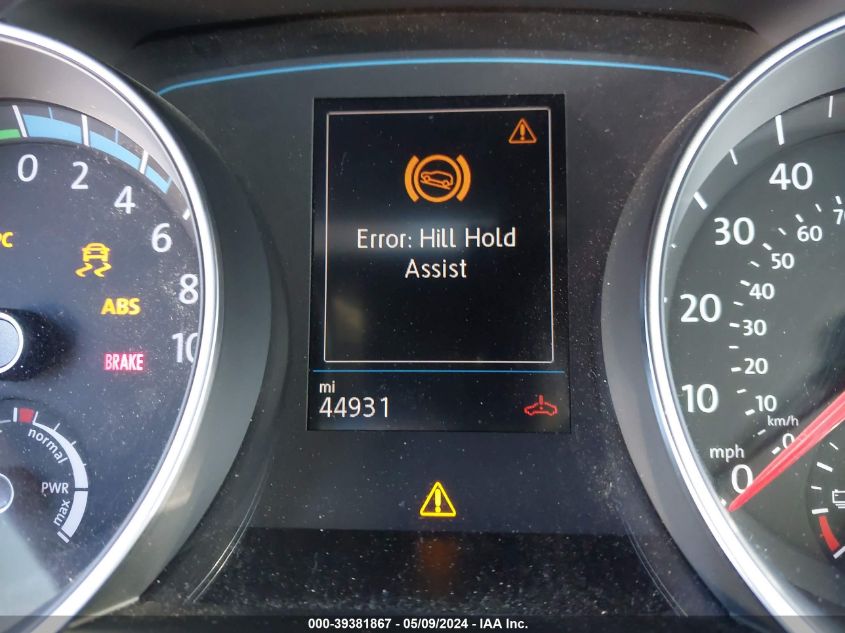 0
2
4
6
8
10
PC
ABS
BRAKE
normal
PWR
max
Error: Hill Hold
Assist
mi
44931
40
30
20
10
mph
0
70
60
50
40
30
20
10
km/h
0
000-39381867 — 05/09/2024 — IAA Inc.